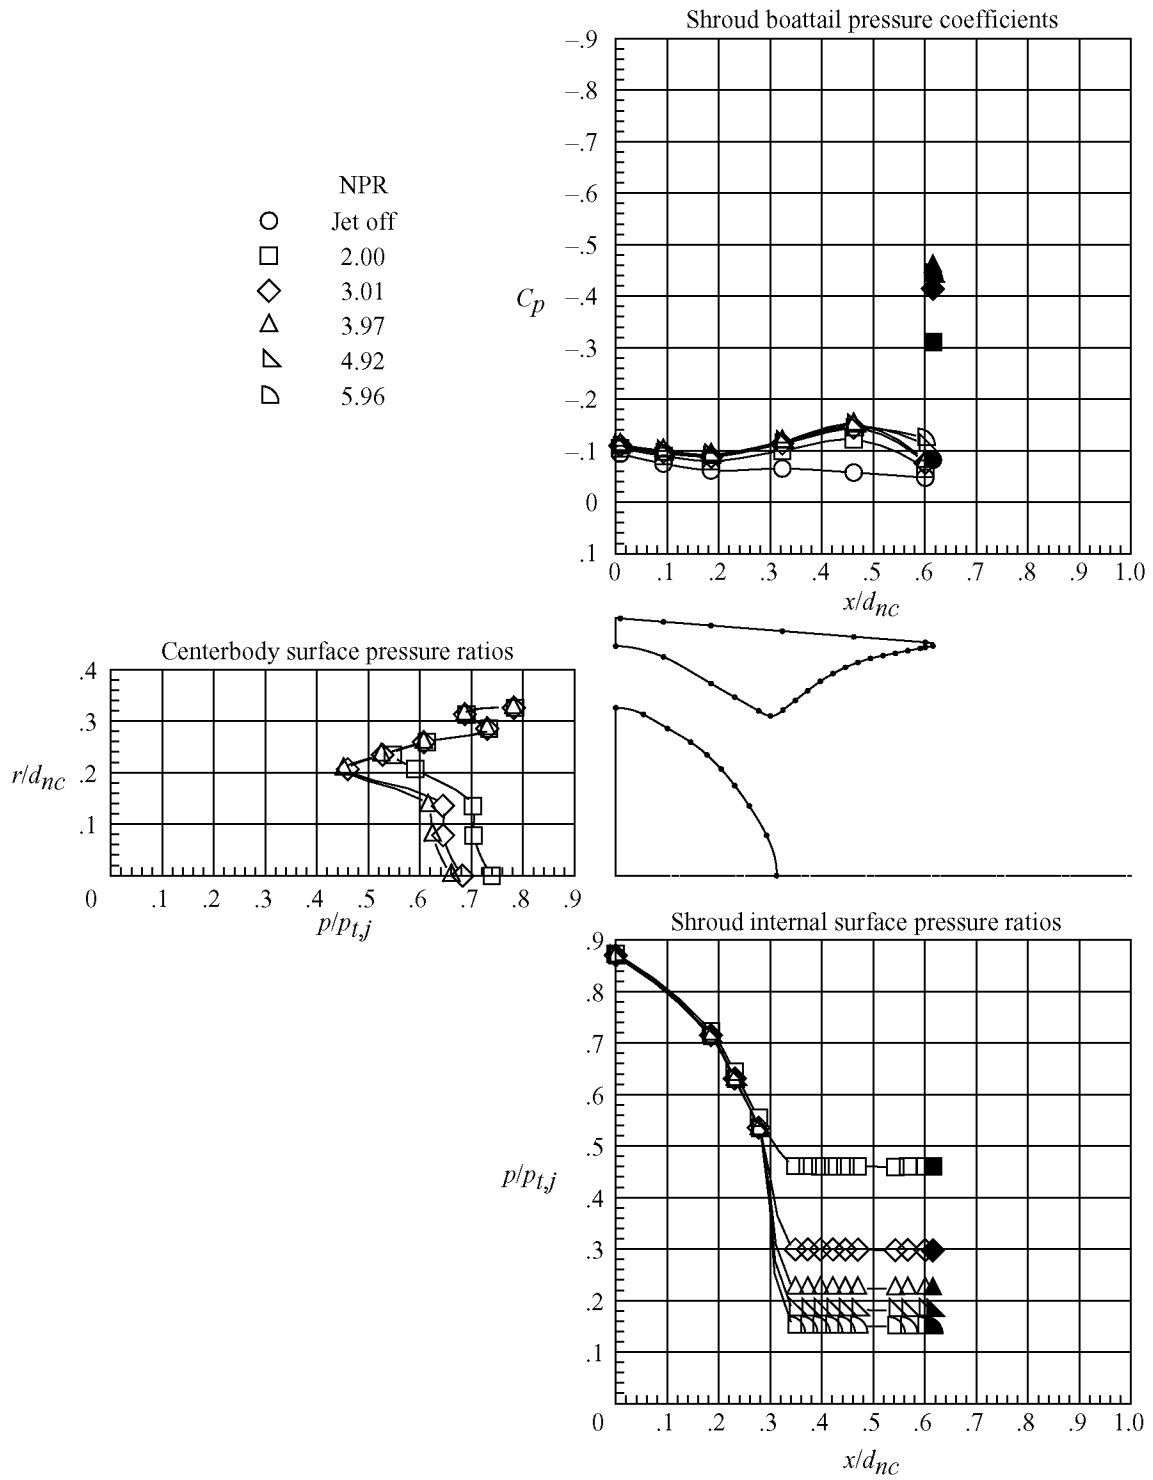 Shroud boattail pressure coefficients
–.9
–.8
–.7
–.6
–.5
–.4
–.3
–.2
–.1
0
.1
C_p
0 .1 .2 .3 .4 .5 .6 .7 .8 .9 1.0
x/d_nc
NPR
Jet off
2.00
3.01
3.97
4.92
5.96
Centerbody surface pressure ratios
.4
.3
.2
.1
r/d_nc
0 .1 .2 .3 .4 .5 .6 .7 .8 .9
p/p_t,j
Shroud internal surface pressure ratios
.9
.8
.7
.6
.5
.4
.3
.2
.1
p/p_t,j
0 .1 .2 .3 .4 .5 .6 .7 .8 .9 1.0
x/d_nc